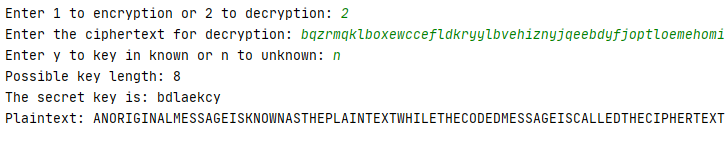 Enter 1 to encryption or 2 to decryption: 2
Enter the ciphertext for decryption: bqzrmqklboxewccefldkryylbvehiznyjqeebdyfjoptloemehomi
Enter y to key in known or n to unknown: n
Possible key length: 8
The secret key is: bdlaekcy
Plaintext: ANORIGINALMESSAGEISKNOWNASTHEPLAINTEXTWHILETHECODEDMESSAGEISCALLEDTHECIPHERTEXT